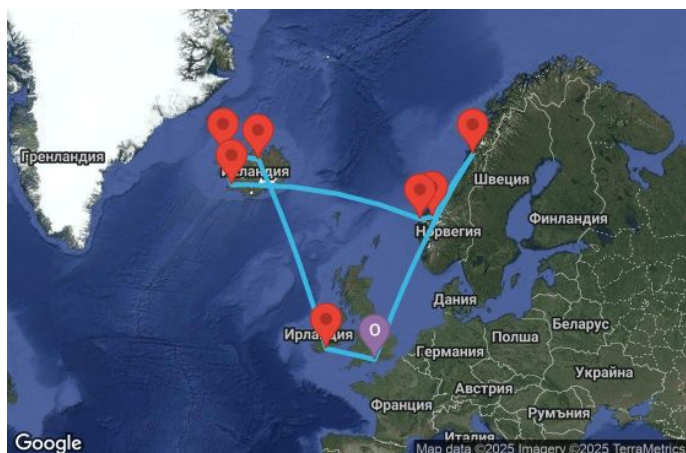 Гренландия
Исландия
Швеция
Финландия
Норвегия
Дания
Ирландия
Беларус
Полша
Германия
Украйна
Австрия
Франция
Румъния
Италия
O
Google
Map data ©2025 Imagery ©2025 TerraMetrics